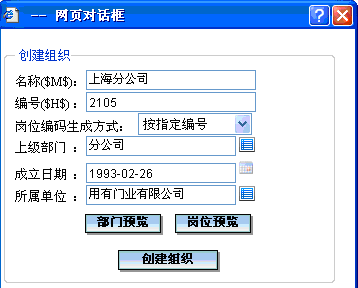 -- 网页对话框
创建组织
名称($M$): 上海分公司
编号($H$): 2105
岗位编码生成方式: 按指定编号
上级部门: 分公司
成立日期: 1993-02-26
所属单位: 用有门业有限公司
部门预览 岗位预览
创建组织